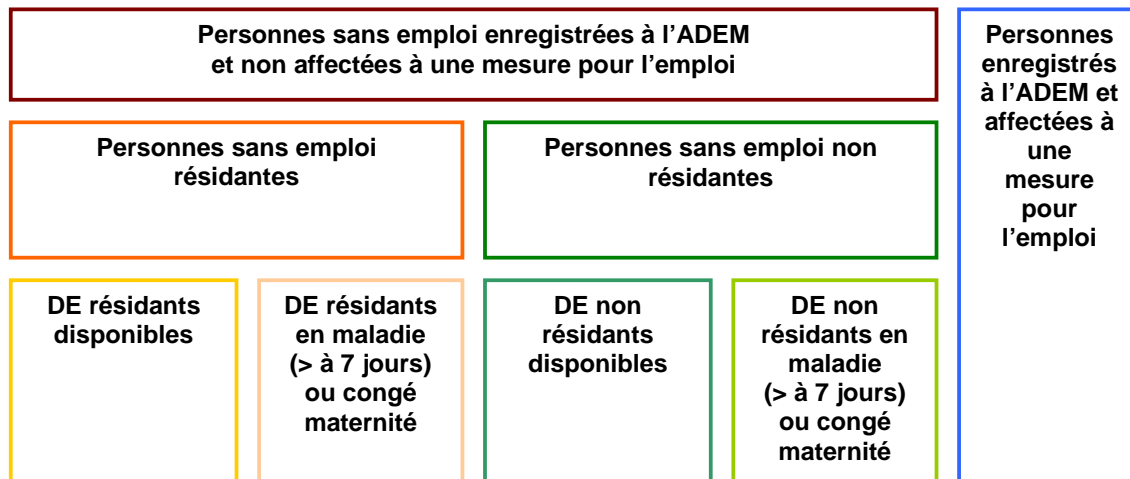 Personnes sans emploi enregistrées à l'ADEM
et non affectées à une mesure pour l'emploi
Personnes
enregistrés
à l'ADEM et
affectées à
une
mesure
pour
l'emploi
Personnes sans emploi
résidantes
Personnes sans emploi non
résidantes
DE résidants
disponibles
DE résidants
en maladie
(> à 7 jours)
ou congé
maternité
DE non
résidants
disponibles
DE non
résidants en
maladie
(> à 7 jours)
ou congé
maternité